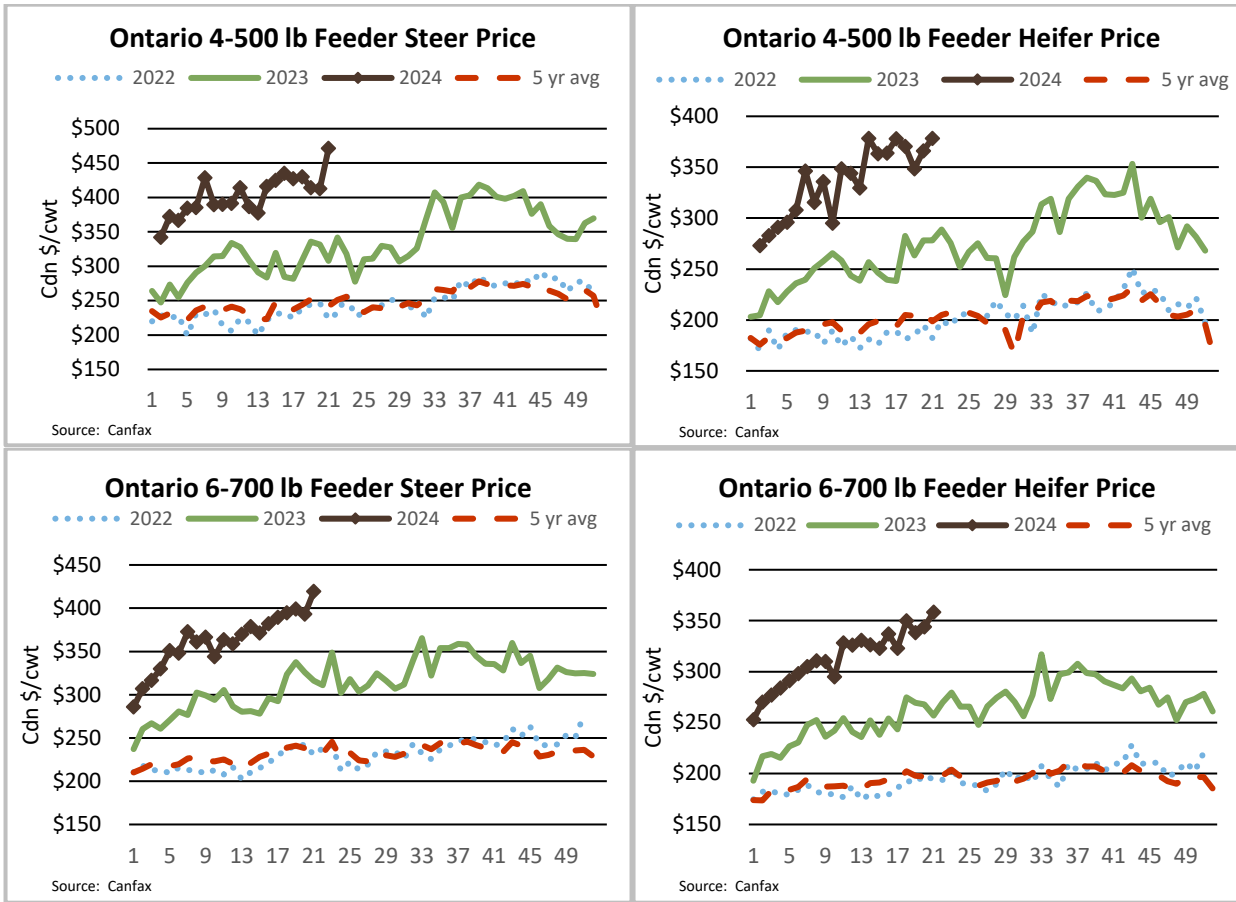 Ontario 4-500 lb Feeder Steer Price
2022 2023 2024 5 yr avg
$500
$450
$400
$350
$300
$250
$200
$150
Cdn $/cwt
1 5 9 13 17 21 25 29 33 37 41 45 49
Source: Canfax
Ontario 4-500 lb Feeder Heifer Price
2022 2023 2024 5 yr avg
$400
$350
$300
$250
$200
$150
Cdn $/cwt
1 5 9 13 17 21 25 29 33 37 41 45 49
Source: Canfax
Ontario 6-700 lb Feeder Steer Price
2022 2023 2024 5 yr avg
$450
$400
$350
$300
$250
$200
$150
Cdn $/cwt
1 5 9 13 17 21 25 29 33 37 41 45 49
Source: Canfax
Ontario 6-700 lb Feeder Heifer Price
2022 2023 2024 5 yr avg
$400
$350
$300
$250
$200
$150
Cdn $/cwt
1 5 9 13 17 21 25 29 33 37 41 45 49
Source: Canfax